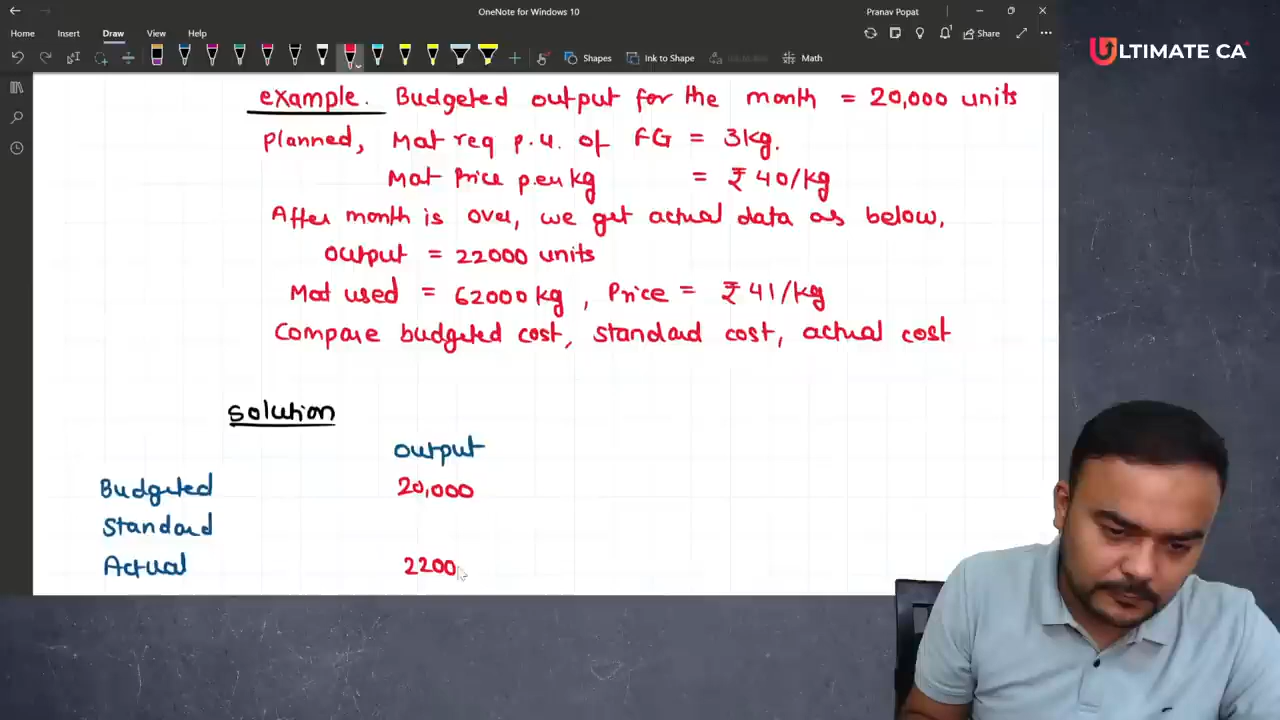 OneNote for Windows 10
Pranav Popat
Home Insert Draw View Help
Share
Shapes Ink to Shape Math
ULTIMATE CA
example. Budgeted output for the month = 20,000 units
Planned, Mat req p.u. of FG = 3kg.
Mat Price per kg = ₹ 40/kg
After month is over, we get actual data as below,
output = 22000 units
Mat used = 62000 kg, Price = ₹ 41/kg
Compare budgeted cost, standard cost, actual cost
Solution
output
Budgeted 20,000
Standard
Actual 2200